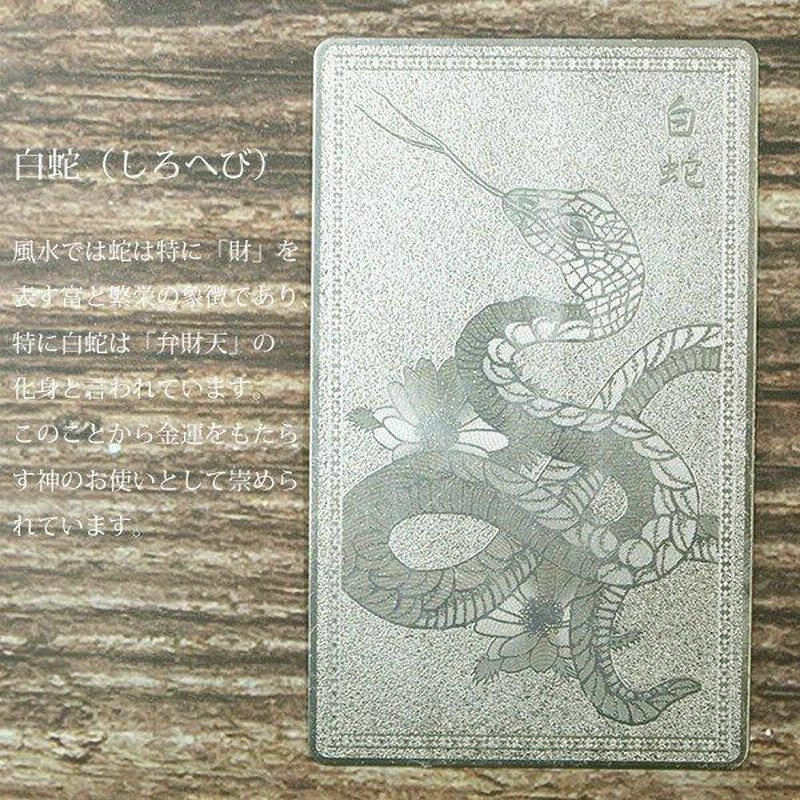 白蛇（しろへび）
風水では蛇は特に「財」を
表す富と繁栄の象徴であり、
特に白蛇は「弁財天」の
化身と言われています。
このことから金運をもたら
す神のお使いとして崇めら
れています。
白蛇